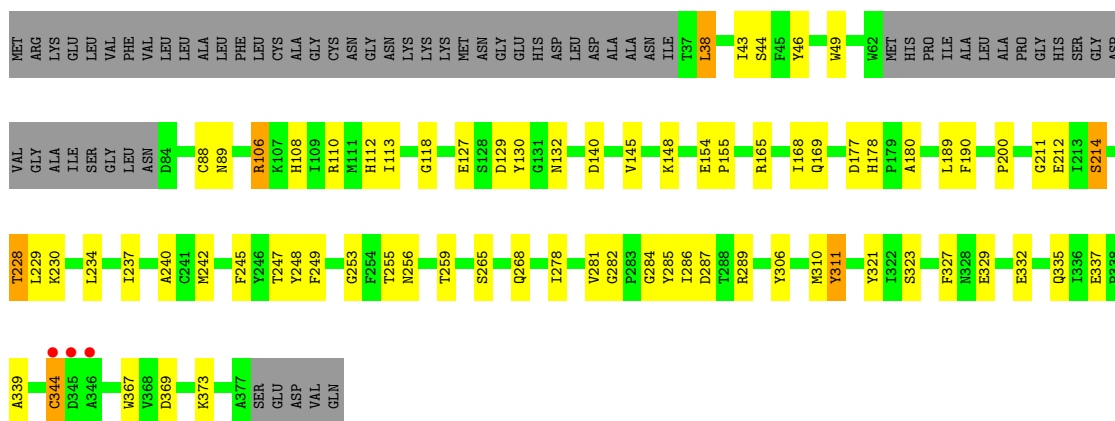 MET ARG LYS GLU LEU VAL PHE VAL LEU LEU LEU ALA LEU PHE LEU CYS ALA GLY CYS ASN GLY ASN LYS LYS LYS MET ASN GLY GLU HIS ASP LEU ASP ALA ALA ASN ILE T37 L38 I43 S44 F45 Y46 W49 W62 MET HIS PRO ILE ALA LEU ALA PRO GLY HIS SER GLY ASP
VAL GLY ALA ILE SER GLY LEU ASN D84 C88 N89 R106 K107 H108 I109 R110 M111 H112 I113 G118 E127 S128 D129 Y130 G131 N132 D140 V145 K148 E154 P155 R165 I168 Q169 D177 H178 P179 A180 L189 F190 P200 G211 E212 I213 S214
T228 L229 K230 L234 I237 A240 C241 M242 F245 Y246 T247 Y248 F249 G253 F254 T255 N256 T259 S265 Q268 I278 V281 G282 P283 G284 Y285 I286 D287 T288 R289 Y306 M310 Y311 Y321 I322 S323 F327 N328 E329 E332 Q335 I336 E337
A339 C344 D345 A346 W367 V368 D369 K373 A377 SER GLU ASP VAL GLN